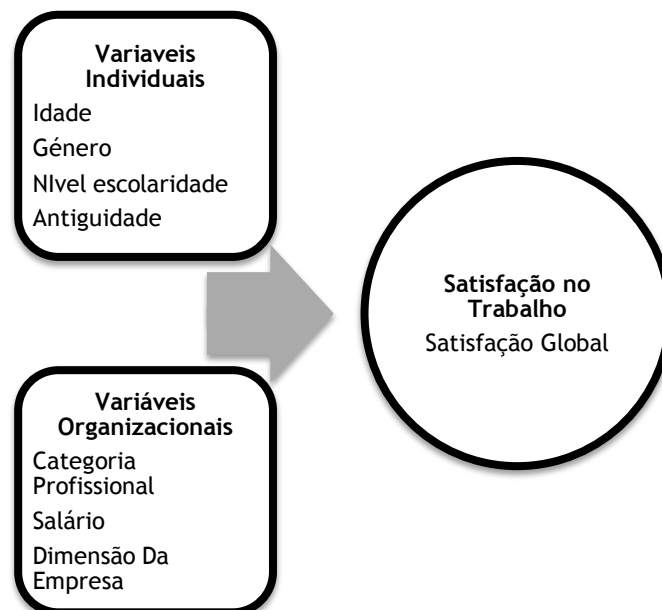 Variaveis
Individuais
Idade
Género
NIvel escolaridade
Antiguidade
Satisfação no
Trabalho
Satisfação Global
Variáveis
Organizacionais
Categoria
Profissional
Salário
Dimensão Da
Empresa